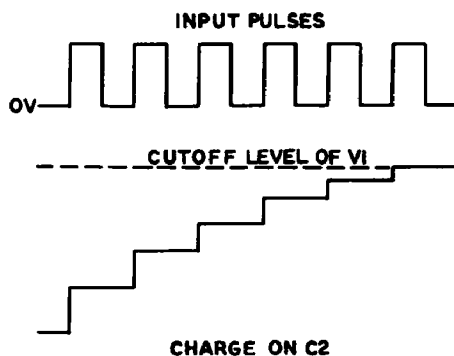 INPUT PULSES
OV
CUTOFF LEVEL OF V1
CHARGE ON C2